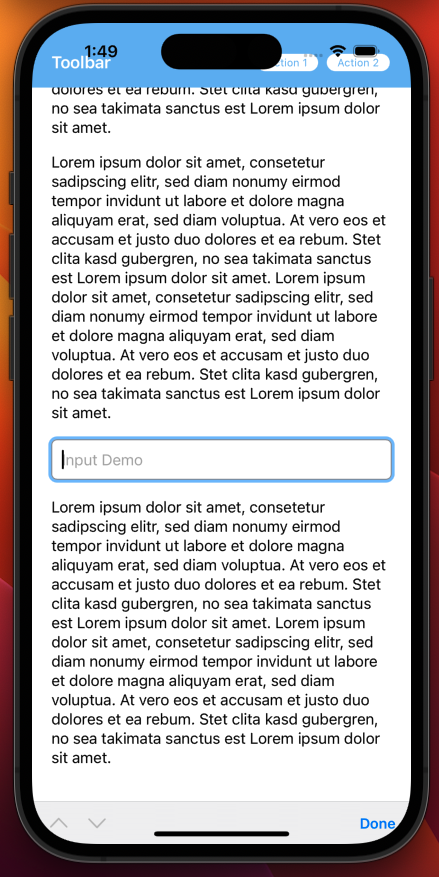 1:49
Toolbar
ction 1
Action 2
dolores et ea rebum. Stet clita kasd gubergren,
no sea takimata sanctus est Lorem ipsum dolor
sit amet.
Lorem ipsum dolor sit amet, consetetur
sadipscing elitr, sed diam nonumy eirmod
tempor invidunt ut labore et dolore magna
aliquyam erat, sed diam voluptua. At vero eos et
accusam et justo duo dolores et ea rebum. Stet
clita kasd gubergren, no sea takimata sanctus
est Lorem ipsum dolor sit amet. Lorem ipsum
dolor sit amet, consetetur sadipscing elitr, sed
diam nonumy eirmod tempor invidunt ut labore
et dolore magna aliquyam erat, sed diam
voluptua. At vero eos et accusam et justo duo
dolores et ea rebum. Stet clita kasd gubergren,
no sea takimata sanctus est Lorem ipsum dolor
sit amet.
Input Demo
Lorem ipsum dolor sit amet, consetetur
sadipscing elitr, sed diam nonumy eirmod
tempor invidunt ut labore et dolore magna
aliquyam erat, sed diam voluptua. At vero eos et
accusam et justo duo dolores et ea rebum. Stet
clita kasd gubergren, no sea takimata sanctus
est Lorem ipsum dolor sit amet. Lorem ipsum
dolor sit amet, consetetur sadipscing elitr, sed
diam nonumy eirmod tempor invidunt ut labore
et dolore magna aliquyam erat, sed diam
voluptua. At vero eos et accusam et justo duo
dolores et ea rebum. Stet clita kasd gubergren,
no sea takimata sanctus est Lorem ipsum dolor
sit amet.
Done